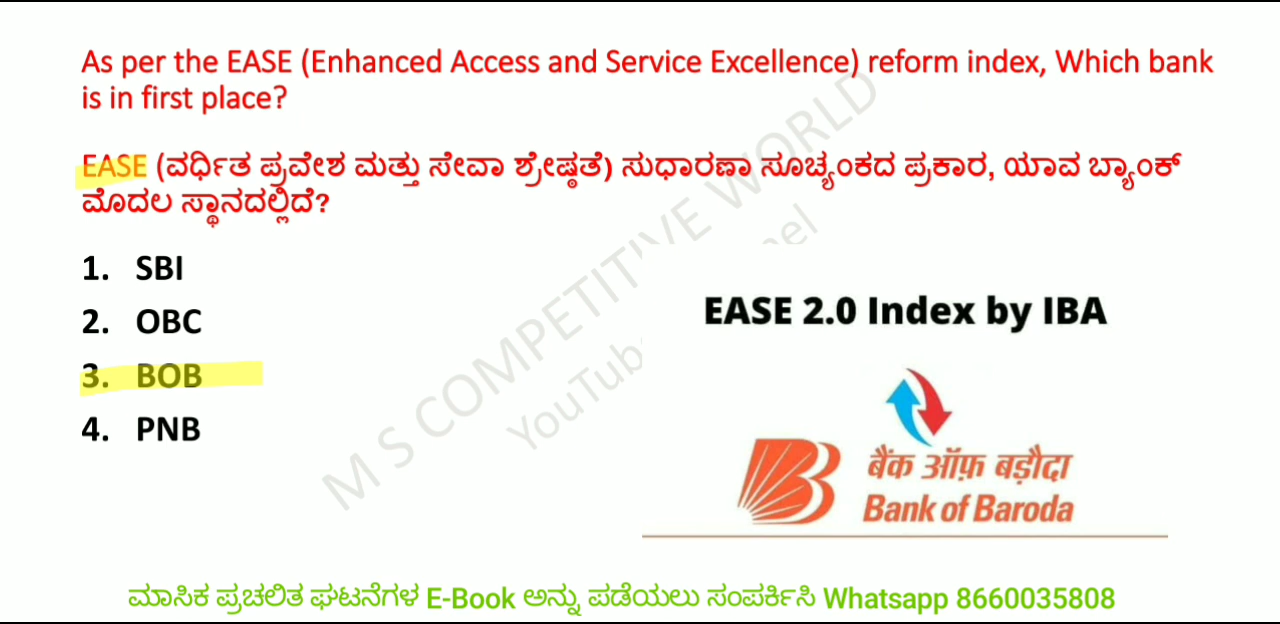 As per the EASE (Enhanced Access and Service Excellence) reform index, Which bank
is in first place?
EASE (ವರ್ಧಿತ ಪ್ರವೇಶ ಮತ್ತು ಸೇವಾ ಶ್ರೇಷ್ಠತೆ) ಸುಧಾರಣಾ ಸೂಚ್ಯಂಕದ ಪ್ರಕಾರ, ಯಾವ ಬ್ಯಾಂಕ್
ಮೊದಲ ಸ್ಥಾನದಲ್ಲಿದೆ?
1. SBI
2. OBC
3. BOB
4. PNB
M S COMPETITIVE WORLD
EASE 2.0 Index by IBA
बैंक ऑफ़ बड़ौदा
Bank of Baroda
ಮಾಸಿಕ ಪ್ರಚಲಿತ ಘಟನೆಗಳ E-Book ಅನ್ನು ಪಡೆಯಲು ಸಂಪರ್ಕಿಸಿ Whatsapp 8660035808